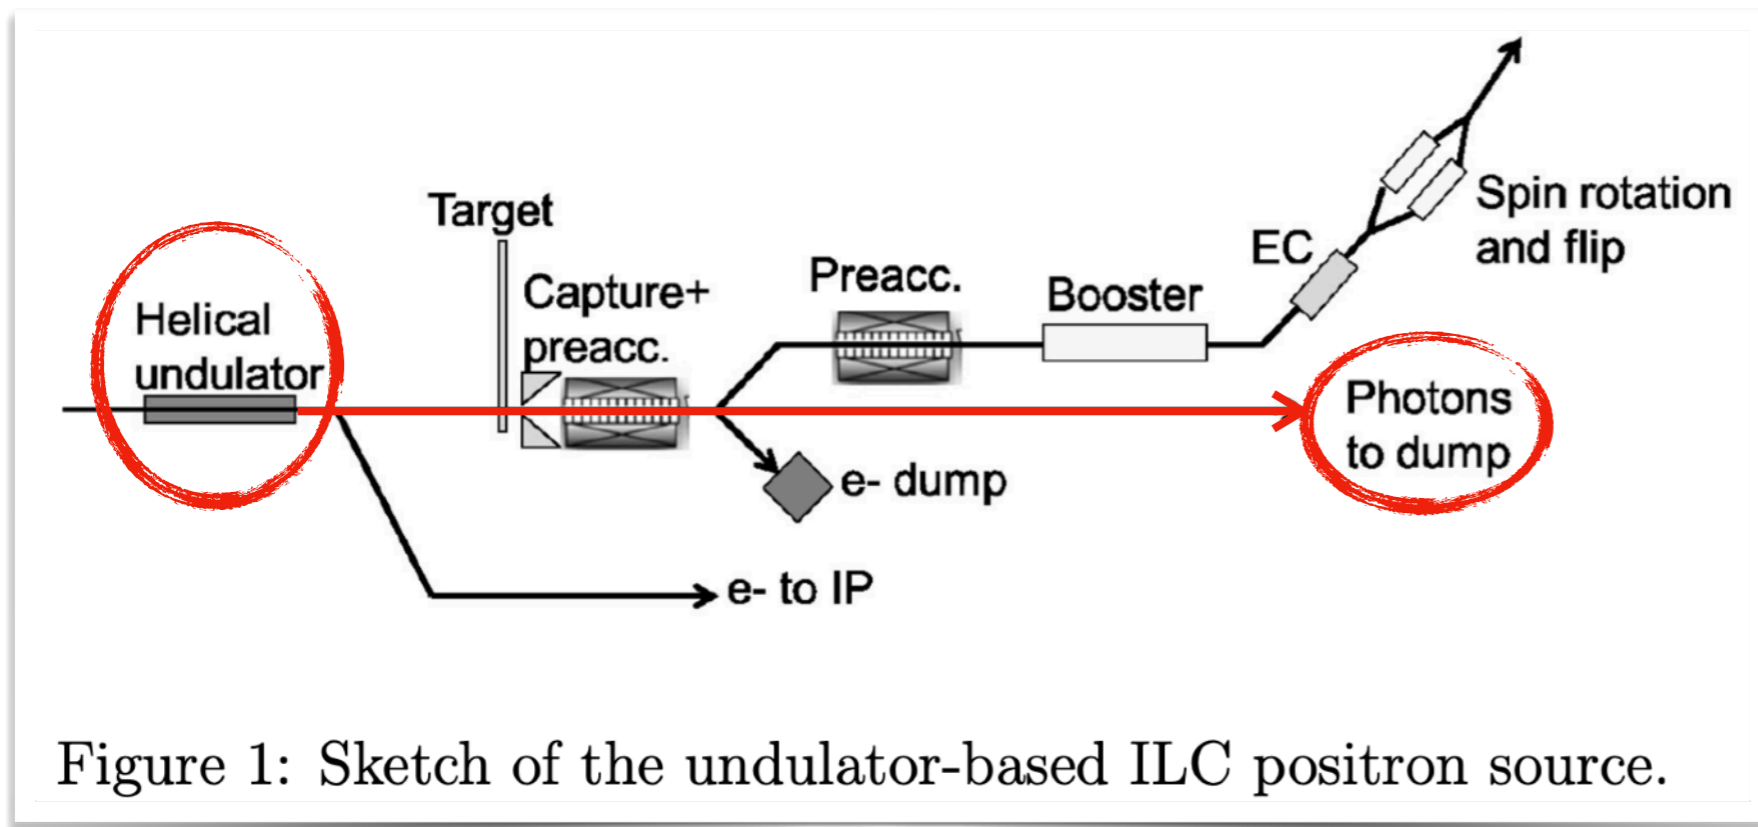 Target
Capture+
preacc.
Helical
undulator
Preacc.
Booster
EC
Spin rotation
and flip
Photons
to dump
e- dump
e- to IP
Figure 1: Sketch of the undulator-based ILC positron source.